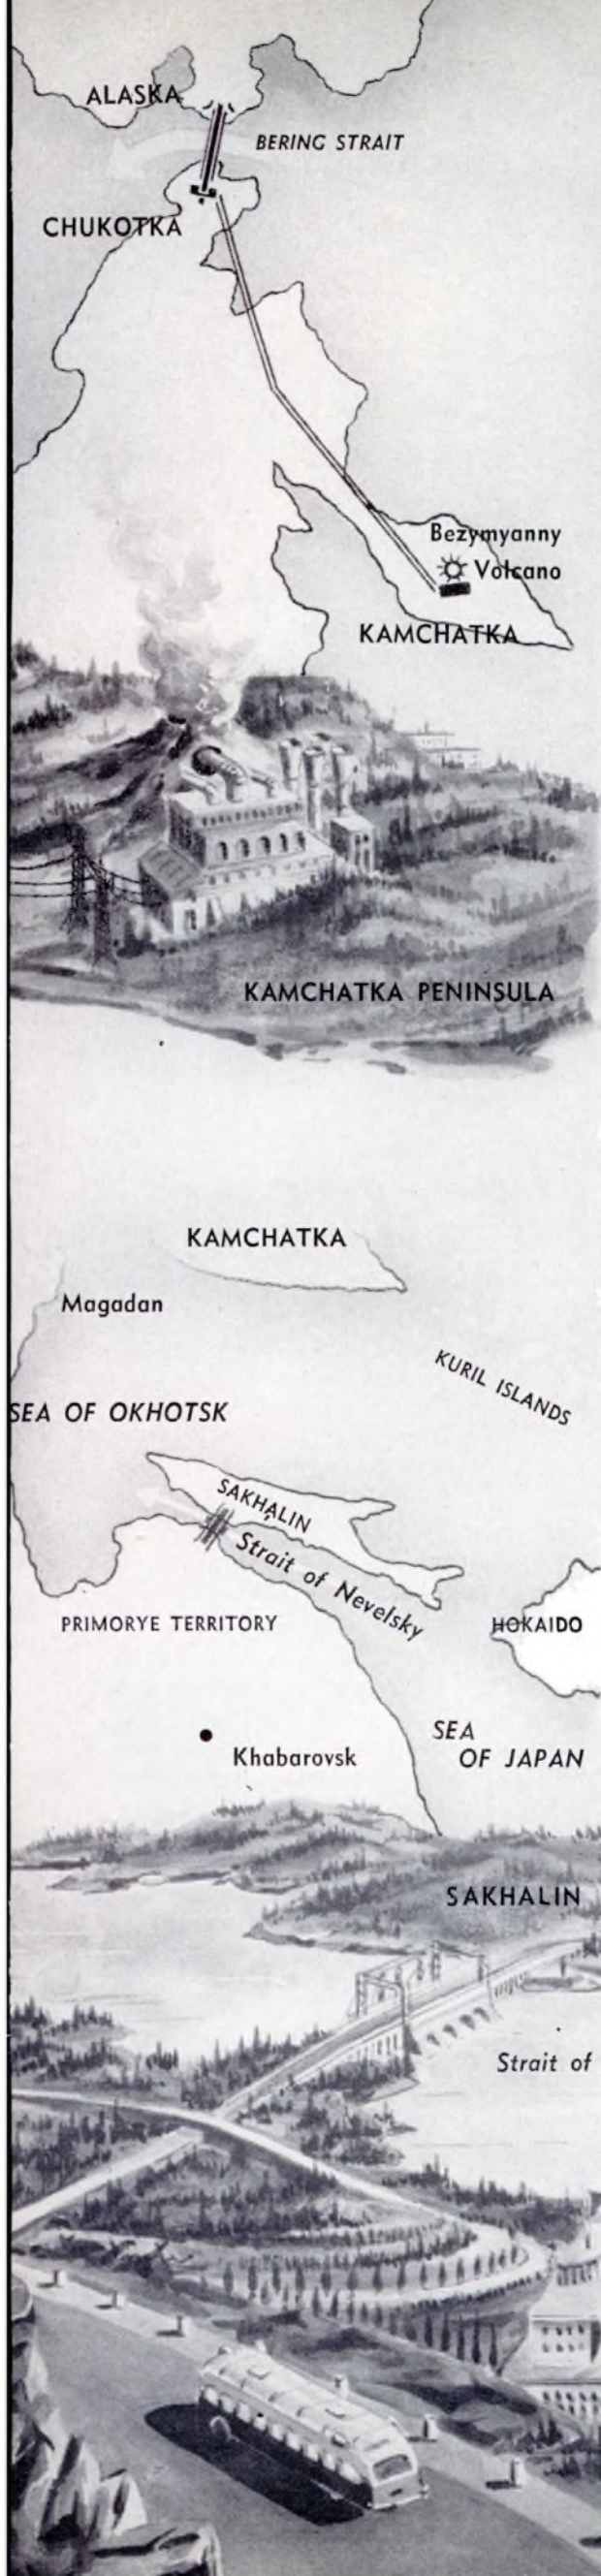 ALASKA
BERING STRAIT
CHUKOTKA
Bezymyanny
Volcano
KAMCHATKA
KAMCHATKA PENINSULA
KAMCHATKA
Magadan
KURIL ISLANDS
SEA OF OKHOTSK
SAKHALIN
Strait of Nevelsky
PRIMORYE TERRITORY
HOKAIDO
SEA
OF JAPAN
Khabarovsk
SAKHALIN
Strait of